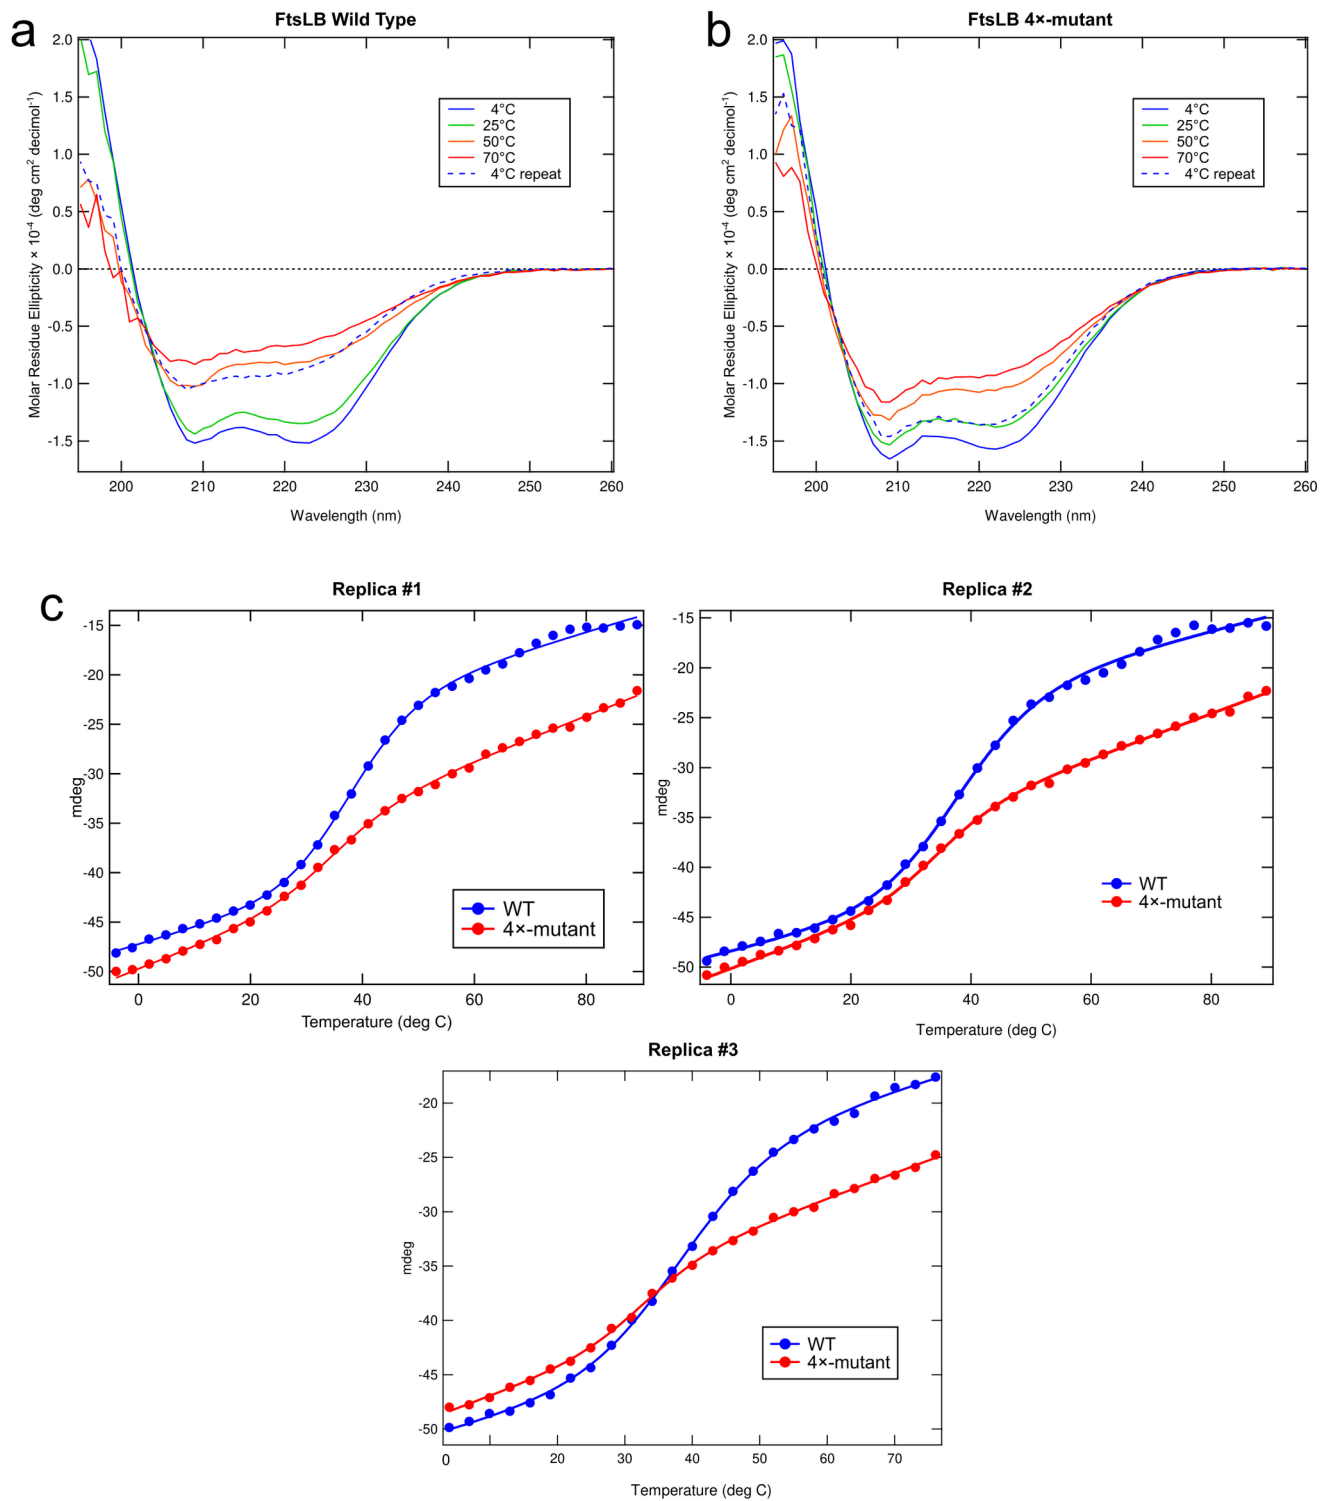 a
FtsLB Wild Type
2.0
1.5
1.0
0.5
0.0
-0.5
-1.0
-1.5
Molar Residue Ellipticity × 10⁻⁴ (deg cm² decimol⁻¹)
4°C
25°C
50°C
70°C
4°C repeat
200 210 220 230 240 250 260
Wavelength (nm)
b
FtsLB 4×-mutant
2.0
1.5
1.0
0.5
0.0
-0.5
-1.0
-1.5
Molar Residue Ellipticity × 10⁻⁴ (deg cm² decimol⁻¹)
4°C
25°C
50°C
70°C
4°C repeat
200 210 220 230 240 250 260
Wavelength (nm)
c
Replica #1
-15
-20
-25
-30
-35
-40
-45
-50
mdeg
WT
4×-mutant
0 20 40 60 80
Temperature (deg C)
Replica #2
-15
-20
-25
-30
-35
-40
-45
-50
mdeg
WT
4×-mutant
0 20 40 60 80
Temperature (deg C)
Replica #3
-20
-25
-30
-35
-40
-45
-50
mdeg
WT
4×-mutant
0 10 20 30 40 50 60 70
Temperature (deg C)